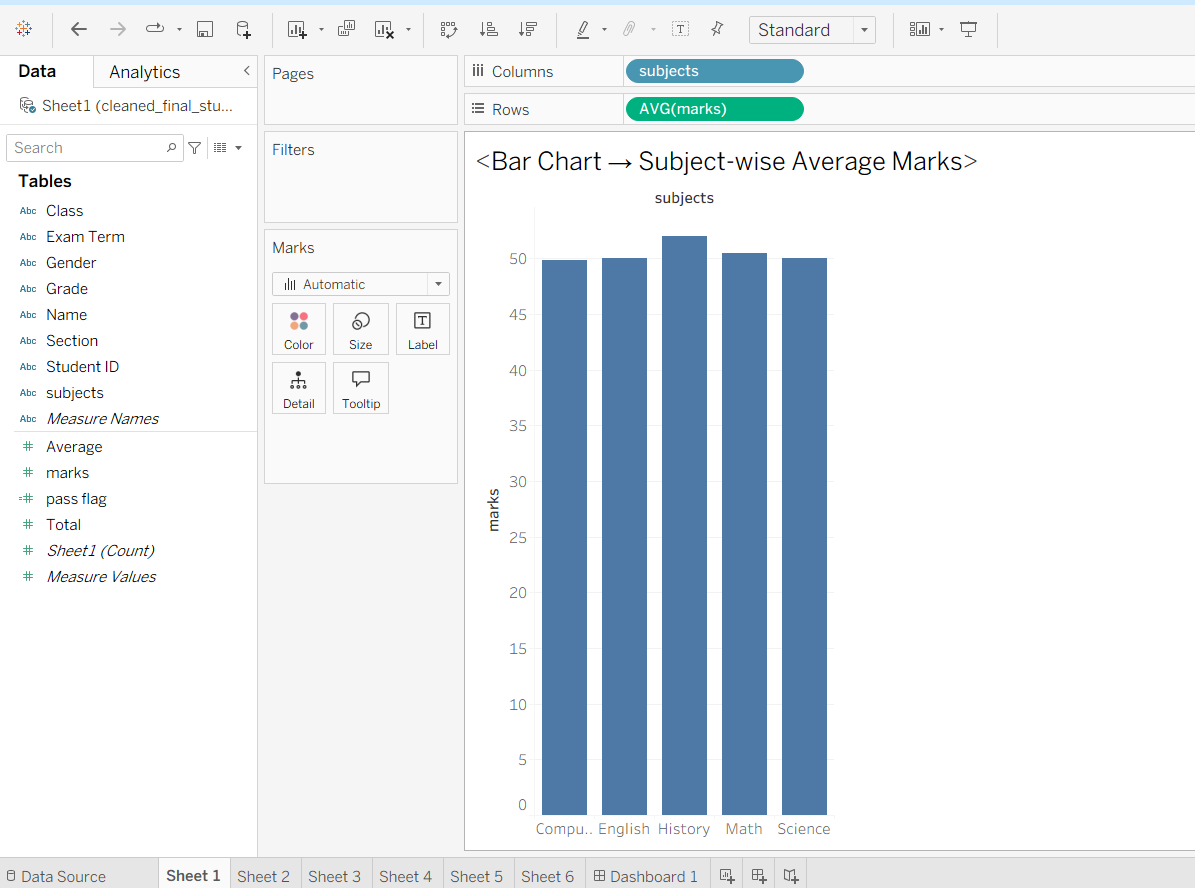 Standard
Data
Analytics
Pages
Columns
subjects
Sheet1 (cleaned_final_stu...
Rows
AVG(marks)
Search
Filters
Tables
Abc Class
Abc Exam Term
Abc Gender
Abc Grade
Abc Name
Abc Section
Abc Student ID
Abc subjects
Abc Measure Names
# Average
# marks
=# pass flag
# Total
# Sheet1 (Count)
# Measure Values
Marks
Automatic
Color
Size
T
Label
Detail
Tooltip
<Bar Chart → Subject-wise Average Marks>
subjects
marks
50
45
40
35
30
25
20
15
10
5
0
Compu.. English History Math Science
Data Source Sheet 1 Sheet 2 Sheet 3 Sheet 4 Sheet 5 Sheet 6 Dashboard 1